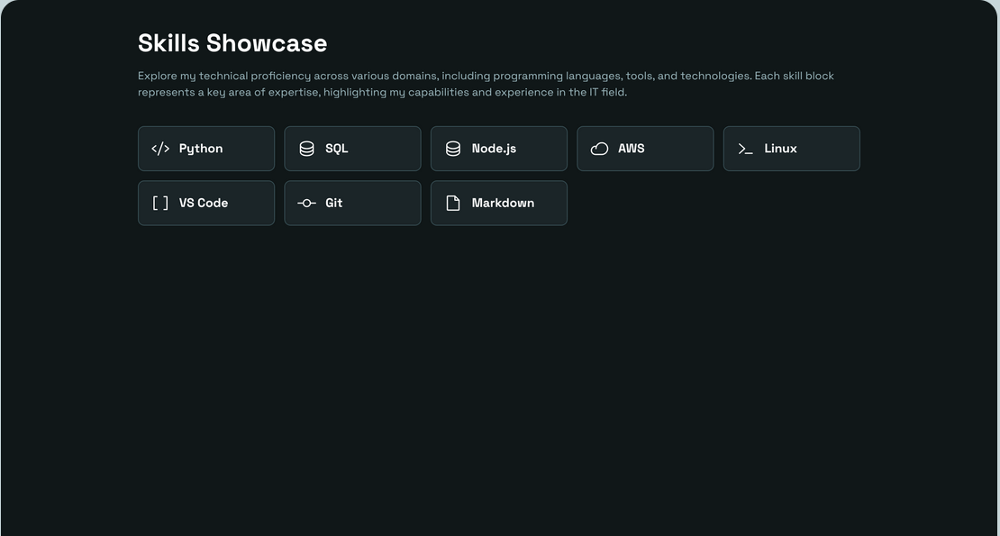 Skills Showcase
Explore my technical proficiency across various domains, including programming languages, tools, and technologies. Each skill block
represents a key area of expertise, highlighting my capabilities and experience in the IT field.
Python
SQL
Node.js
AWS
Linux
VS Code
Git
Markdown